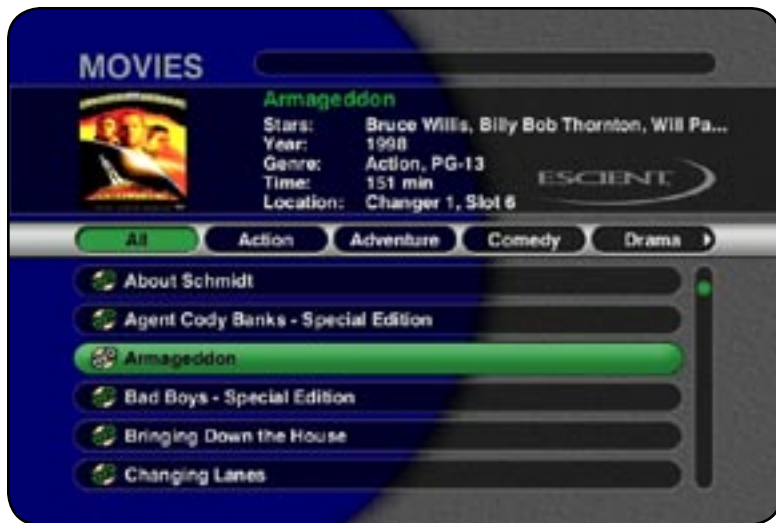 MOVIES
Armageddon
Stars: Bruce Willis, Billy Bob Thornton, Will Pa...
Year: 1998
Genre: Action, PG-13
Time: 151 min
Location: Changer 1, Slot 6
ESCIENT
All Action Adventure Comedy Drama
About Schmidt
Agent Cody Banks - Special Edition
Armageddon
Bad Boys - Special Edition
Bringing Down the House
Changing Lanes